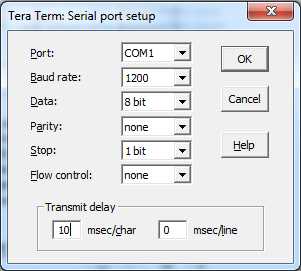 Tera Term: Serial port setup
Port: COM1 OK
Baud rate: 1200
Data: 8 bit Cancel
Parity: none
Stop: 1 bit Help
Flow control: none
Transmit delay
10 msec/char 0 msec/line